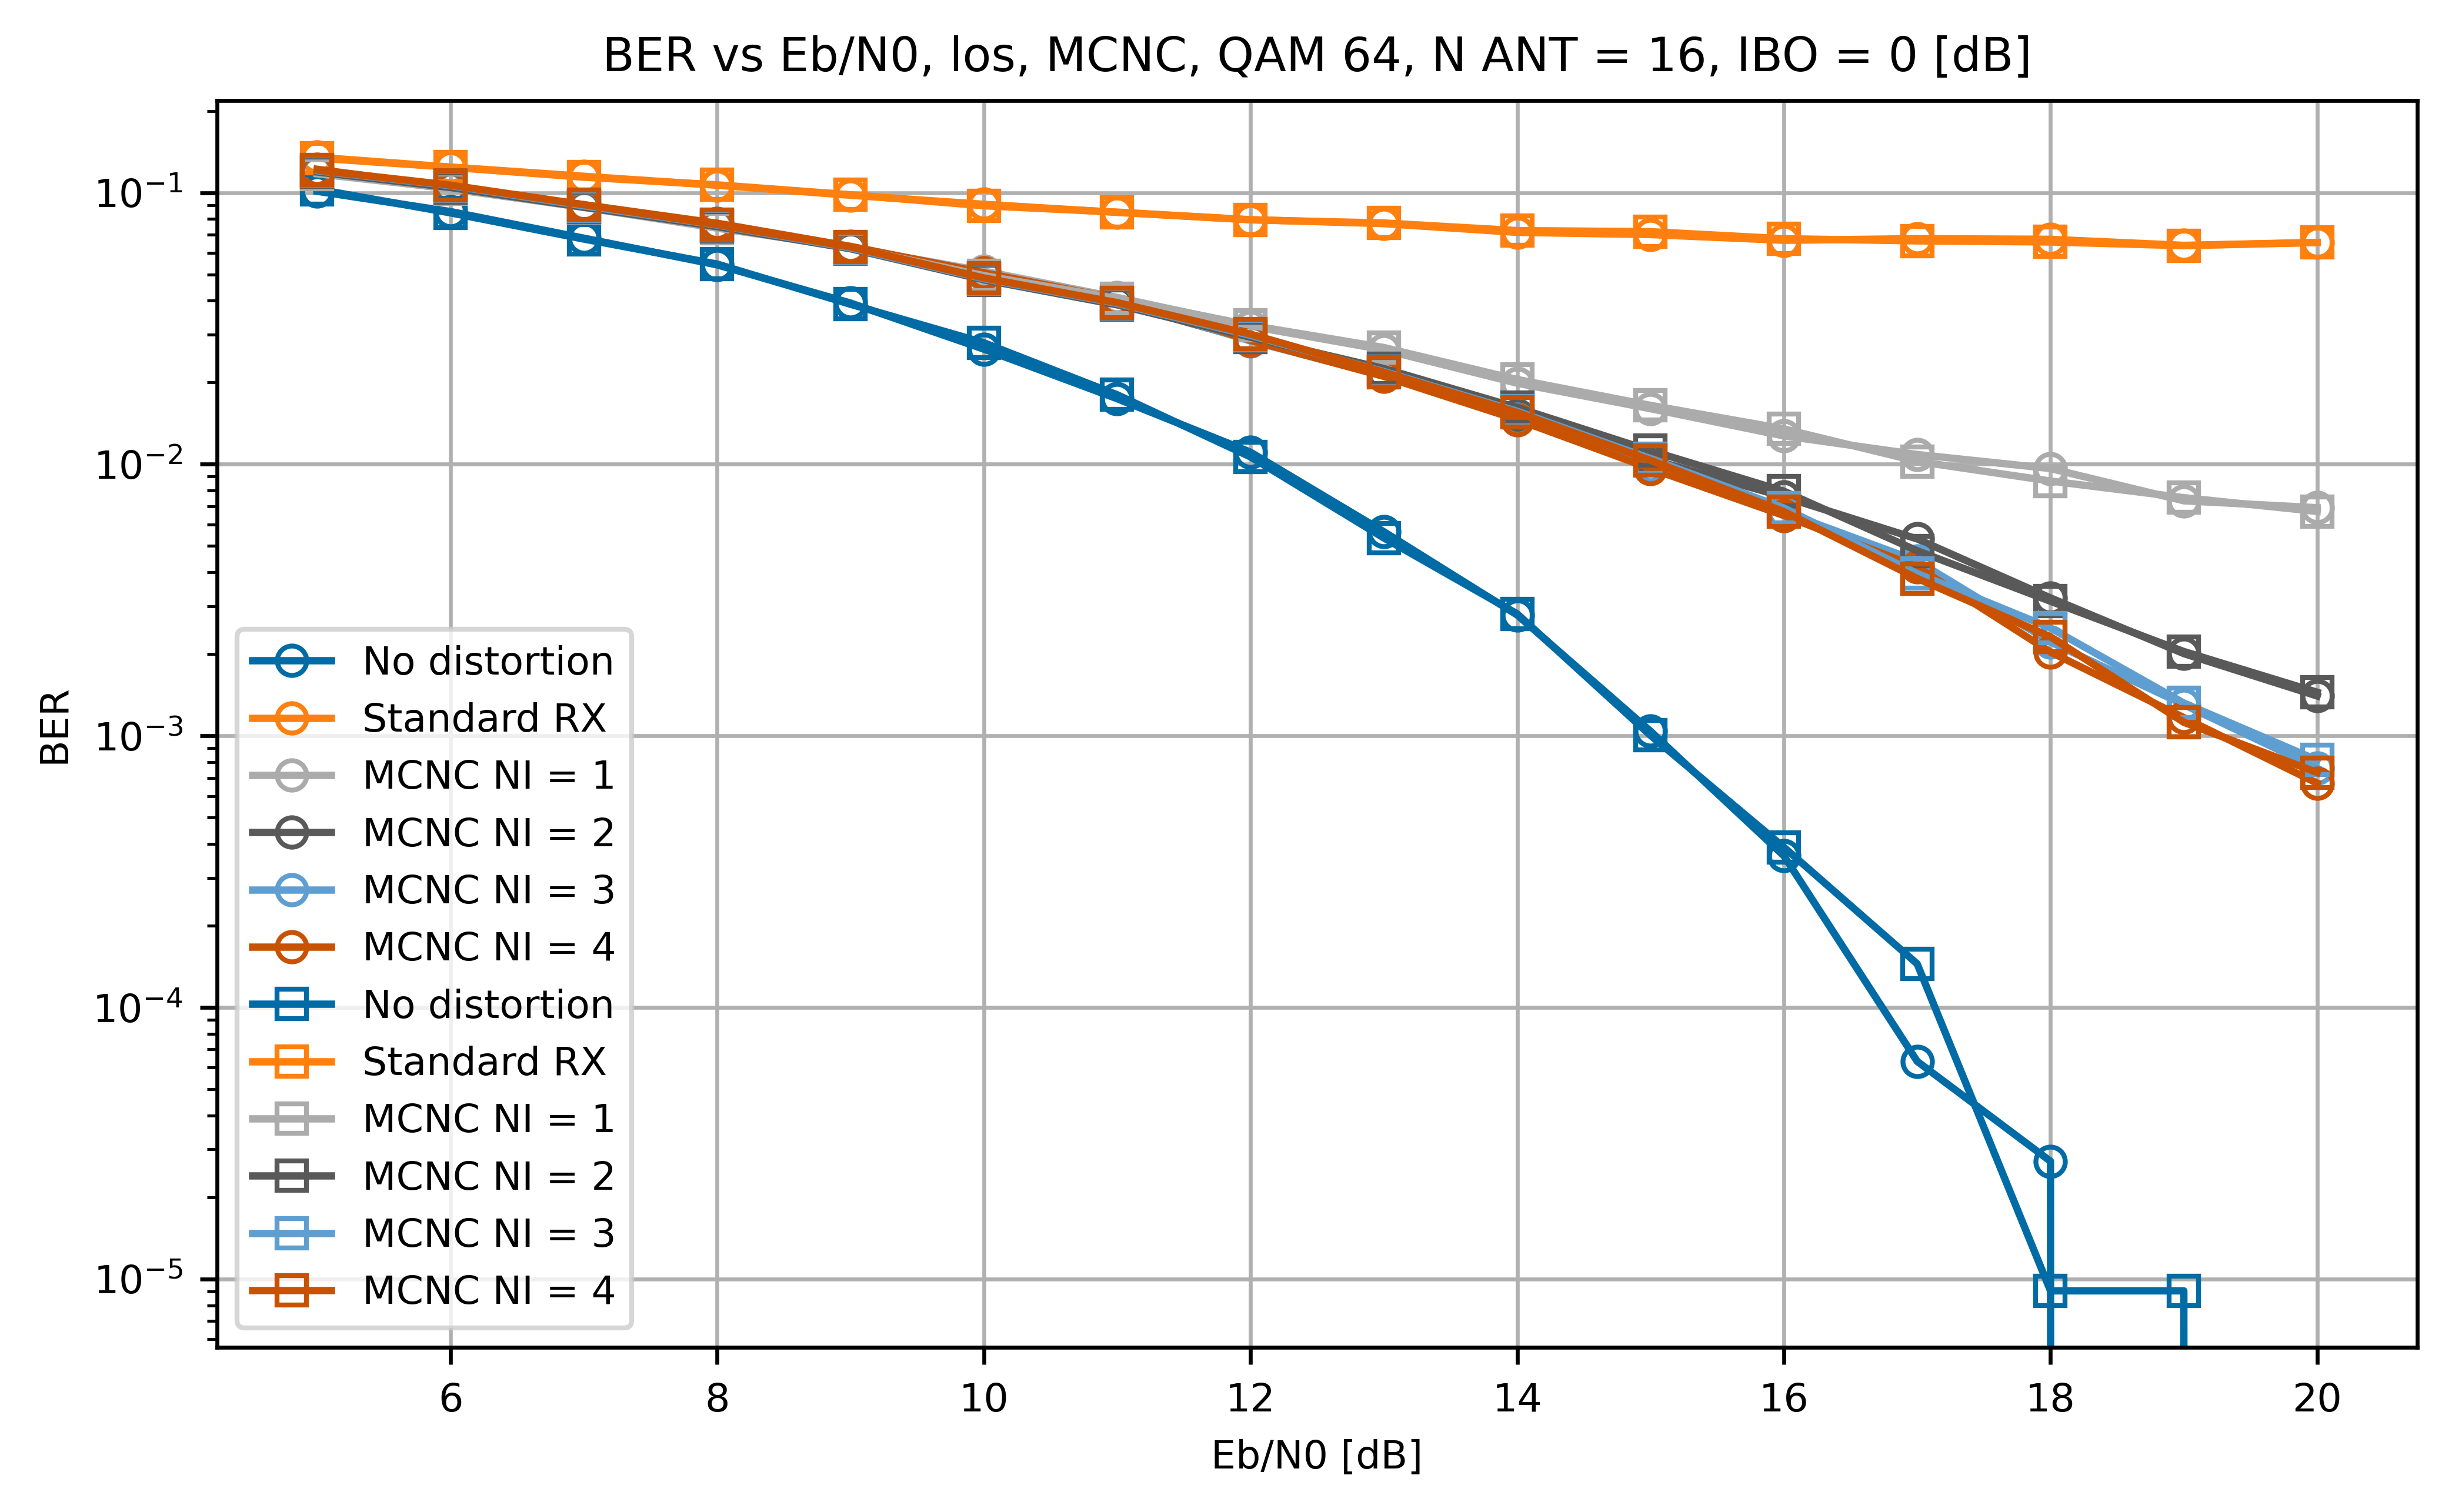 BER vs Eb/N0, los, MCNC, QAM 64, N ANT = 16, IBO = 0 [dB]
BER
10⁻¹
10⁻²
10⁻³
10⁻⁴
10⁻⁵
No distortion
Standard RX
MCNC NI = 1
MCNC NI = 2
MCNC NI = 3
MCNC NI = 4
No distortion
Standard RX
MCNC NI = 1
MCNC NI = 2
MCNC NI = 3
MCNC NI = 4
6 8 10 12 14 16 18 20
Eb/N0 [dB]